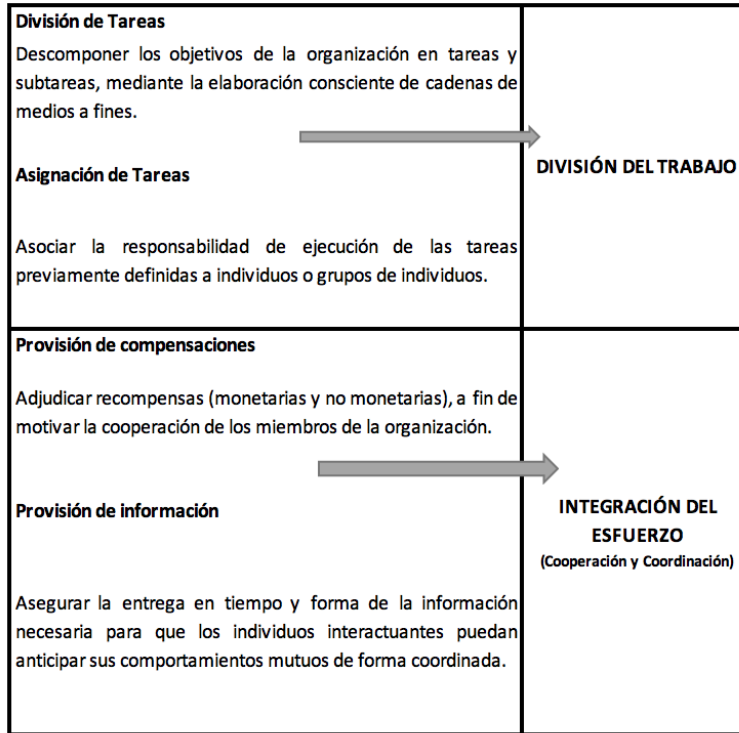 División de Tareas
Descomponer los objetivos de la organización en tareas y
subtareas, mediante la elaboración consciente de cadenas de
medios a fines.
Asignación de Tareas
Asociar la responsabilidad de ejecución de las tareas
previamente definidas a individuos o grupos de individuos.
DIVISIÓN DEL TRABAJO
Provisión de compensaciones
Adjudicar recompensas (monetarias y no monetarias), a fin de
motivar la cooperación de los miembros de la organización.
Provisión de información
Asegurar la entrega en tiempo y forma de la información
necesaria para que los individuos interactuantes puedan
anticipar sus comportamientos mutuos de forma coordinada.
INTEGRACIÓN DEL
ESFUERZO
(Cooperación y Coordinación)